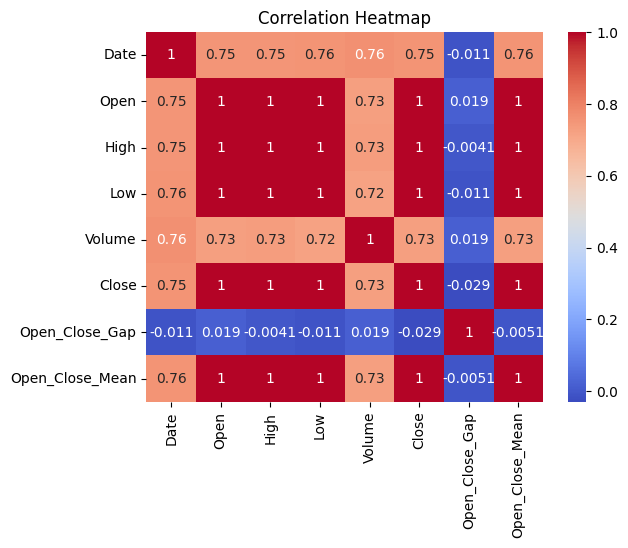 Correlation Heatmap
Date 1 0.75 0.75 0.76 0.76 0.75 -0.011 0.76
Open 0.75 1 1 1 0.73 1 0.019 1
High 0.75 1 1 1 0.73 1 -0.0041 1
Low 0.76 1 1 1 0.72 1 -0.011 1
Volume 0.76 0.73 0.73 0.72 1 0.73 0.019 0.73
Close 0.75 1 1 1 0.73 1 -0.029 1
Open_Close_Gap -0.011 0.019 -0.0041 -0.011 0.019 -0.029 1 -0.0051
Open_Close_Mean 0.76 1 1 1 0.73 1 -0.0051 1
Date
Open
High
Low
Volume
Close
Open_Close_Gap
Open_Close_Mean
1.0
0.8
0.6
0.4
0.2
0.0